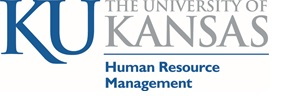 KU THE UNIVERSITY OF
KANSAS
Human Resource
Management